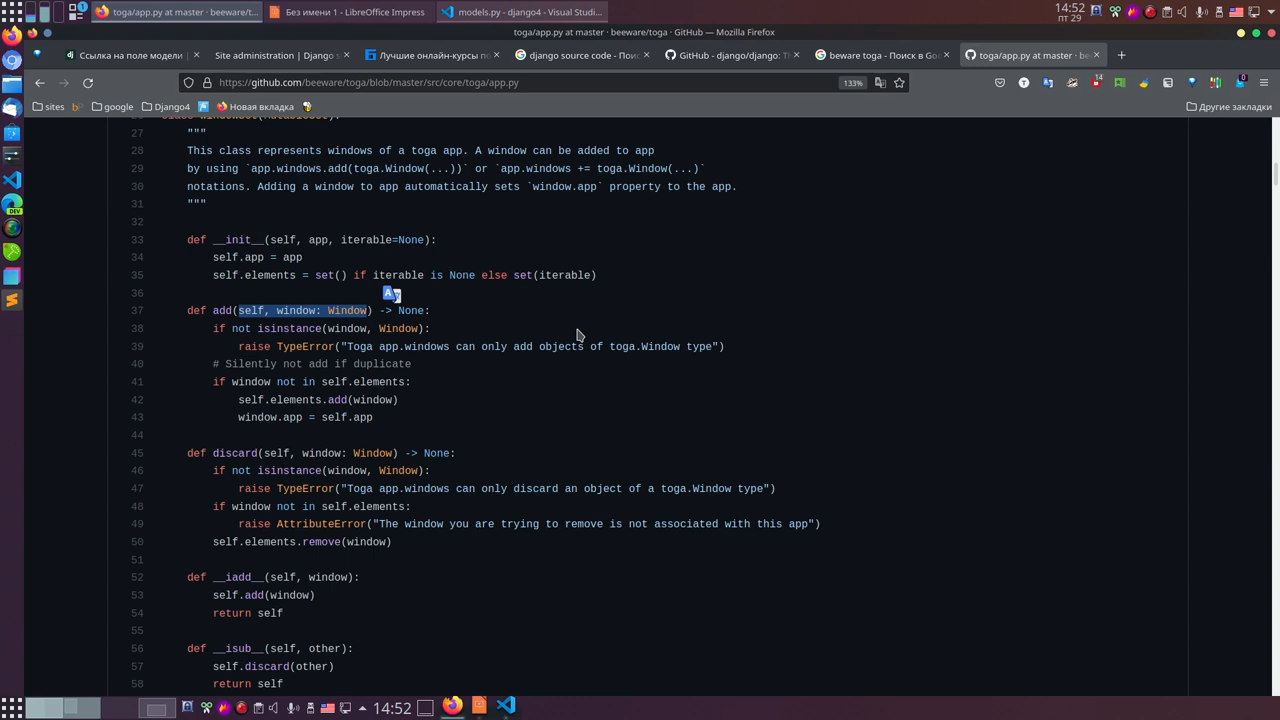 toga/app.py at master · beeware/t...
Без имени 1 - LibreOffice Impress
models.py - django4 - Visual Studi...
14:52
пт 29
toga/app.py at master · beeware/toga · GitHub — Mozilla Firefox
Ссылка на поле модели
Site administration | Django s
Лучшие онлайн-курсы по
django source code - Поиск
GitHub - django/django: Th
beware toga - Поиск в Goo
toga/app.py at master · be
https://github.com/beeware/toga/blob/master/src/core/toga/app.py
133%
14
0
sites
google
Django4
Новая вкладка
Другие закладки
27 """
28 This class represents windows of a toga app. A window can be added to app
29 by using `app.windows.add(toga.Window(...))` or `app.windows += toga.Window(...)`
30 notations. Adding a window to app automatically sets `window.app` property to the app.
31 """
32
33 def __init__(self, app, iterable=None):
34 self.app = app
35 self.elements = set() if iterable is None else set(iterable)
36
37 def add(self, window: Window) -> None:
38 if not isinstance(window, Window):
39 raise TypeError("Toga app.windows can only add objects of toga.Window type")
40 # Silently not add if duplicate
41 if window not in self.elements:
42 self.elements.add(window)
43 window.app = self.app
44
45 def discard(self, window: Window) -> None:
46 if not isinstance(window, Window):
47 raise TypeError("Toga app.windows can only discard an object of a toga.Window type")
48 if window not in self.elements:
49 raise AttributeError("The window you are trying to remove is not associated with this app")
50 self.elements.remove(window)
51
52 def __iadd__(self, window):
53 self.add(window)
54 return self
55
56 def __isub__(self, other):
57 self.discard(other)
58 return self
DEV
14:52